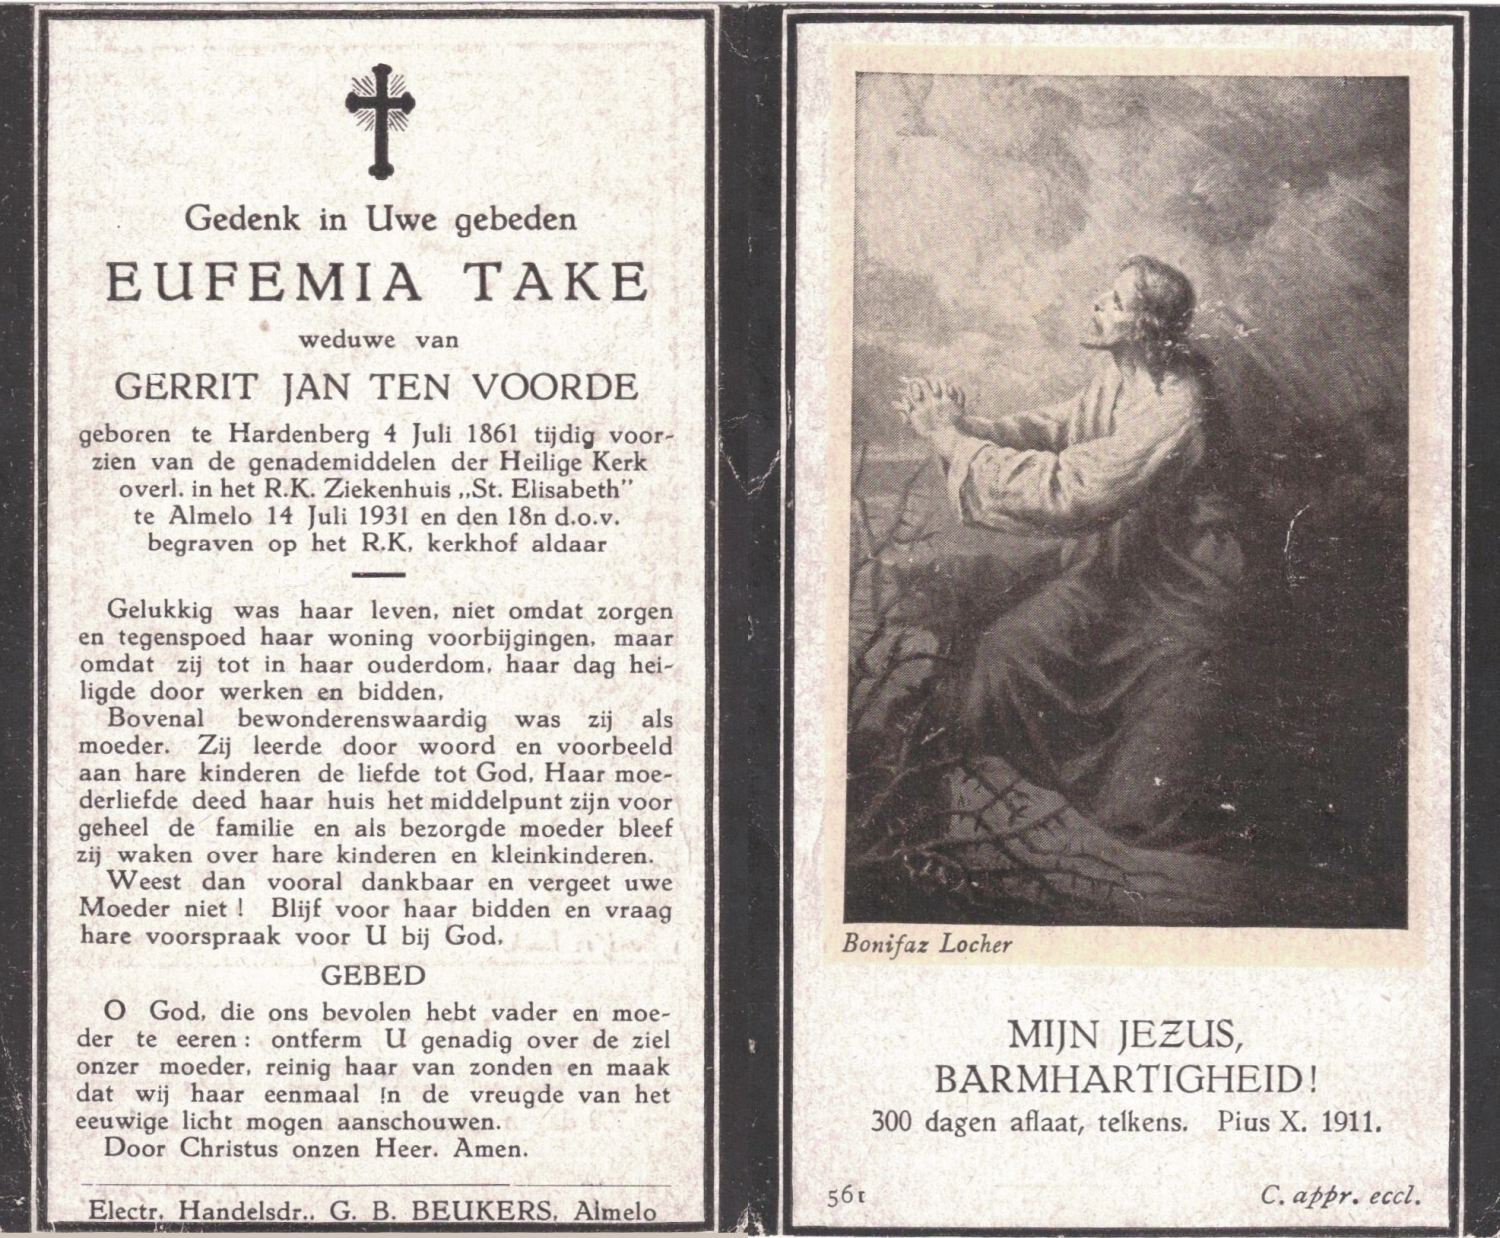 Gedenk in Uwe gebeden
EUFEMIA TAKE
weduwe van
GERRIT JAN TEN VOORDE
geboren te Hardenberg 4 Juli 1861 tijdig voor-
zien van de genademiddelen der Heilige Kerk
overl. in het R.K. Ziekenhuis „St. Elisabeth"
te Almelo 14 Juli 1931 en den 18n d.o.v.
begraven op het R.K. kerkhof aldaar
Gelukkig was haar leven, niet omdat zorgen
en tegenspoed haar woning voorbijgingen, maar
omdat zij tot in haar ouderdom, haar dag hei-
ligde door werken en bidden,
Bovenal bewonderenswaardig was zij als
moeder. Zij leerde door woord en voorbeeld
aan hare kinderen de liefde tot God, Haar moe-
derliefde deed haar huis het middelpunt zijn voor
geheel de familie en als bezorgde moeder bleef
zij waken over hare kinderen en kleinkinderen.
Weest dan vooral dankbaar en vergeet uwe
Moeder niet! Blijf voor haar bidden en vraag
hare voorspraak voor U bij God,
GEBED
O God, die ons bevolen hebt vader en moe-
der te eeren: ontferm U genadig over de ziel
onzer moeder, reinig haar van zonden en maak
dat wij haar eenmaal in de vreugde van het
eeuwige licht mogen aanschouwen.
Door Christus onzen Heer. Amen.
Electr. Handelsdr.. G. B. BEUKERS, Almelo
Bonifaz Locher
MIJN JEZUS,
BARMHARTIGHEID!
300 dagen aflaat, telkens. Pius X. 1911.
561
C. appr. eccl.